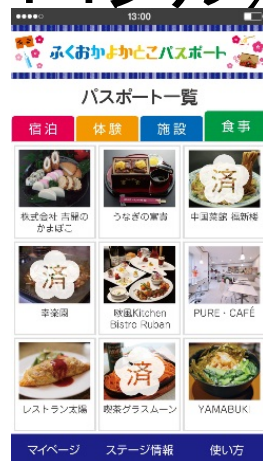 13:00
ふくおかよかとこパスポート
パスポート一覧
宿泊
体験
施設
食事
株式会社 吉開の
かまぼこ
うなぎの富貴
済
中国菜館 福新楼
済
幸楽園
欧風Kitchen
Bistro Ruban
PURE・CAFÉ
レストラン太陽
済
喫茶グラスムーン
YAMABUKI
マイページ
ステージ情報
使い方